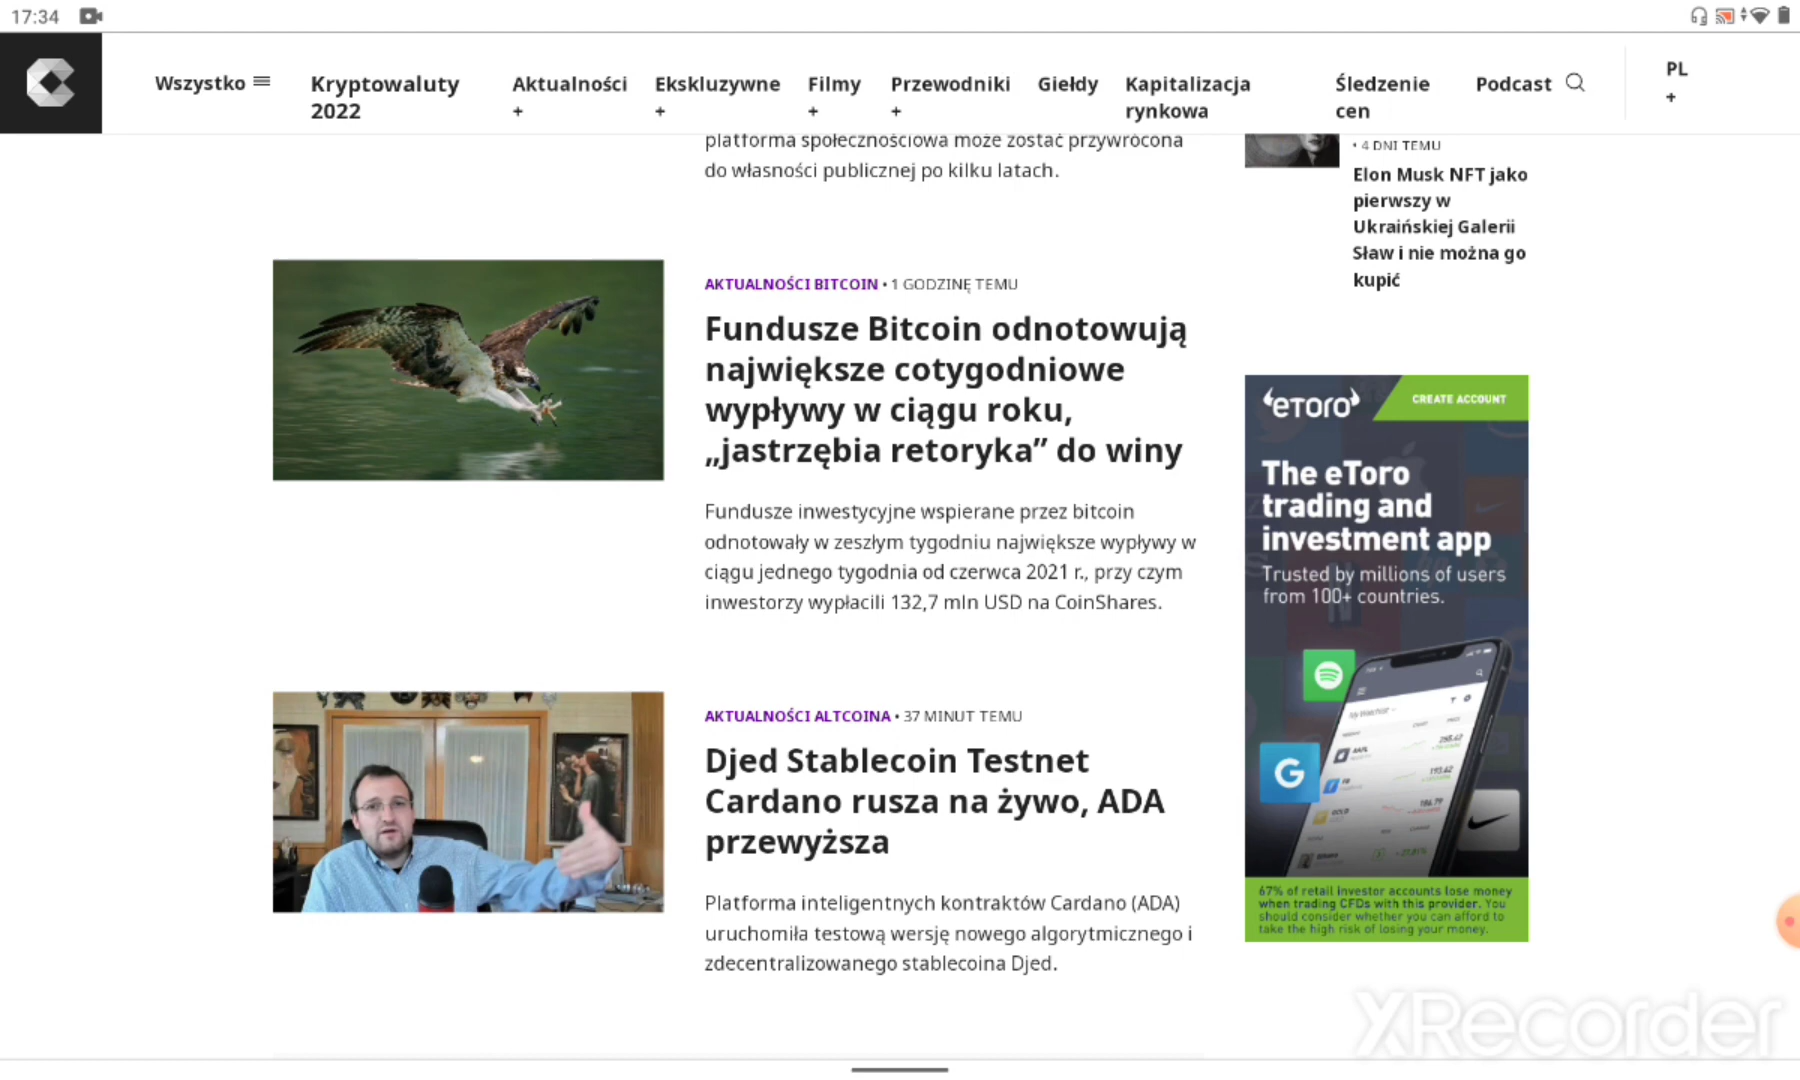 17:34
Wszystko
Kryptowaluty
2022
Aktualności
+
Ekskluzywne
+
Filmy
+
Przewodniki
+
Giełdy
Kapitalizacja
rynkowa
Śledzenie
cen
Podcast
PL
+
platforma społecznościowa może zostać przywrócona
do własności publicznej po kilku latach.
• 4 DNI TEMU
Elon Musk NFT jako
pierwszy w
Ukraińskiej Galerii
Sław i nie można go
kupić
AKTUALNOŚCI BITCOIN • 1 GODZINĘ TEMU
Fundusze Bitcoin odnotowują
największe cotygodniowe
wypływy w ciągu roku,
„jastrzębia retoryka” do winy
Fundusze inwestycyjne wspierane przez bitcoin
odnotowały w zeszłym tygodniu największe wypływy w
ciągu jednego tygodnia od czerwca 2021 r., przy czym
inwestorzy wypłacili 132,7 mln USD na CoinShares.
AKTUALNOŚCI ALTCOINA • 37 MINUT TEMU
Djed Stablecoin Testnet
Cardano rusza na żywo, ADA
przewyższa
Platforma inteligentnych kontraktów Cardano (ADA)
uruchomiła testową wersję nowego algorytmicznego i
zdecentralizowanego stablecoina Djed.
eToro
CREATE ACCOUNT
The eToro
trading and
investment app
Trusted by millions of users
from 100+ countries.
My Watchlist
AAPL
FB
GOLD
G
67% of retail investor accounts lose money
when trading CFDs with this provider. You
should consider whether you can afford to
take the high risk of losing your money.
XRecorder